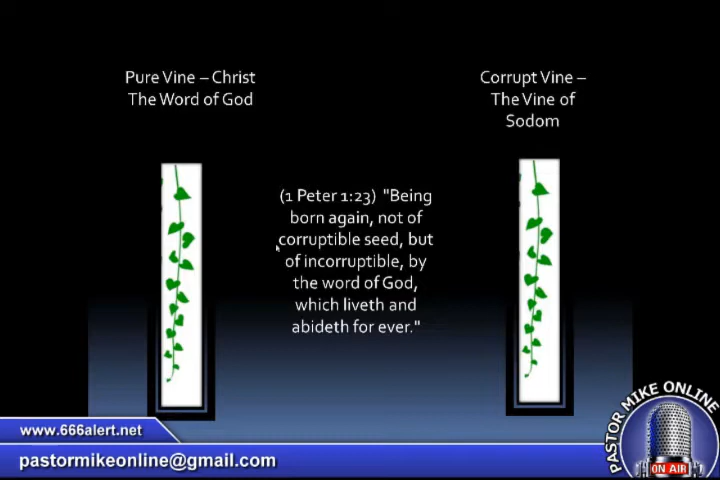 Pure Vine – Christ
The Word of God
Corrupt Vine –
The Vine of
Sodom
(1 Peter 1:23) "Being
born again, not of
corruptible seed, but
of incorruptible, by
the word of God,
which liveth and
abideth for ever."
www.666alert.net
pastormikeonline@gmail.com
PASTOR MIKE ONLINE
ON AIR